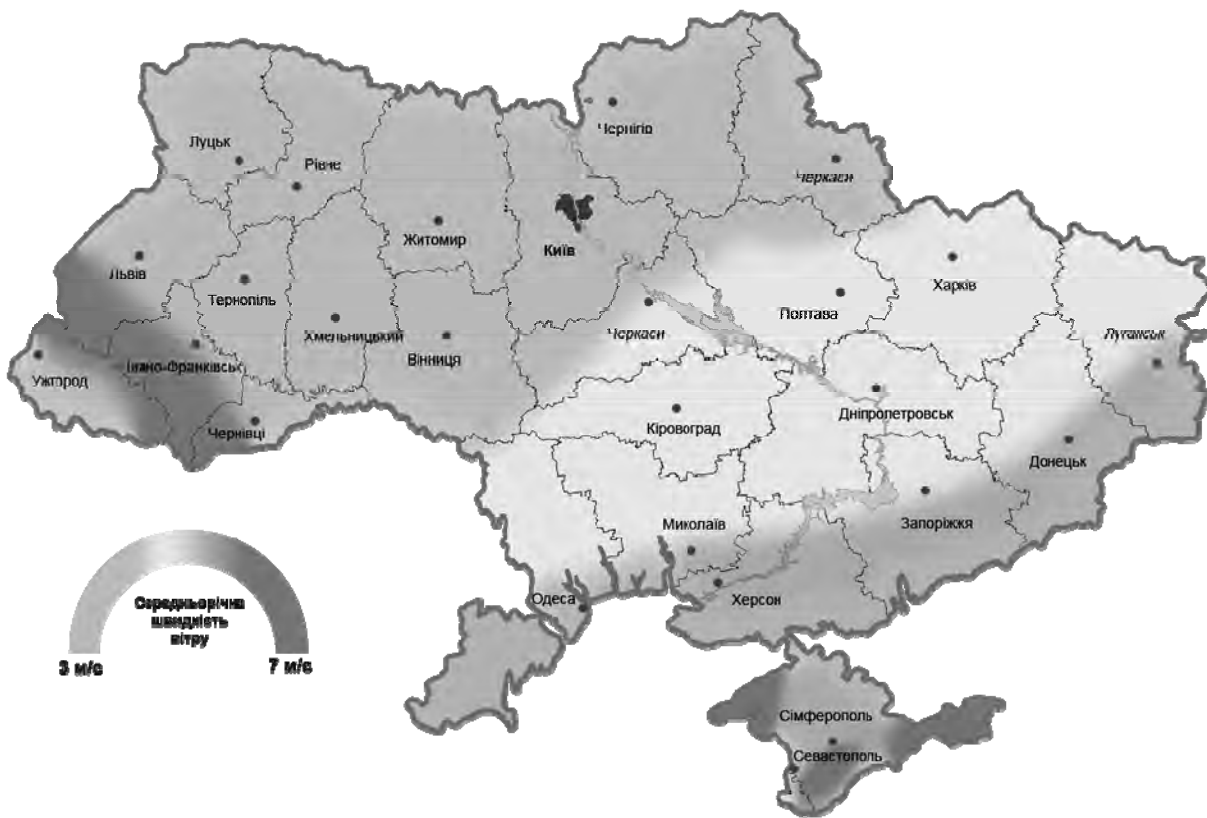 Чернігів
Луцьк
Рівне
Черкаси
Житомир
Київ
Львів
Тернопіль
Харків
Полтава
Хмельницький
Черкаси
Луганськ
Вінниця
Івано-Франківськ
Ужгород
Дніпропетровськ
Чернівці
Кіровоград
Донецьк
Миколаїв
Запоріжжя
Одеса
Херсон
Середньорічна
швидкість
вітру
3 м/с
7 м/с
Сімферополь
Севастополь